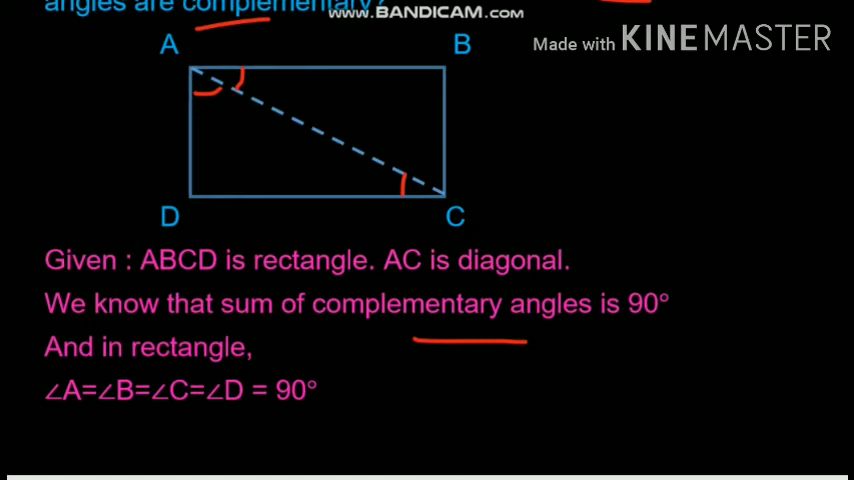 angles are complementary?
www.BANDICAM.com
Made with KINEMASTER
A
B
D
C
Given : ABCD is rectangle. AC is diagonal.
We know that sum of complementary angles is 90°
And in rectangle,
∠A=∠B=∠C=∠D = 90°